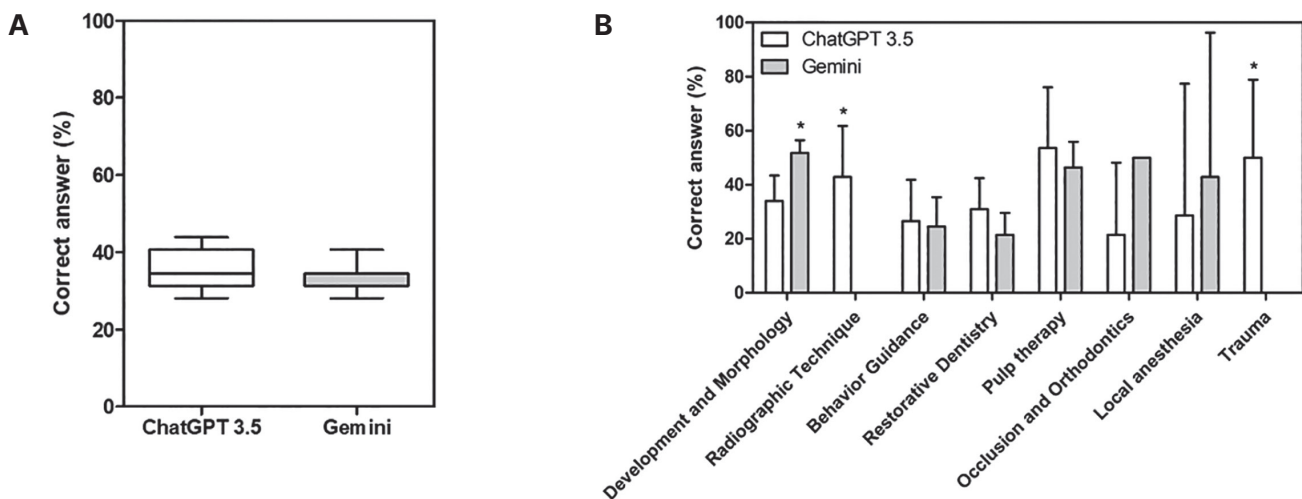 A
Correct answer (%)
100
80
60
40
20
0
ChatGPT 3.5
Gemini
B
Correct answer (%)
100
80
60
40
20
0
ChatGPT 3.5
Gemini
*
*
*
Development and Morphology
Radiographic Technique
Behavior Guidance
Restorative Dentistry
Pulp therapy
Occlusion and Orthodontics
Local anesthesia
Trauma